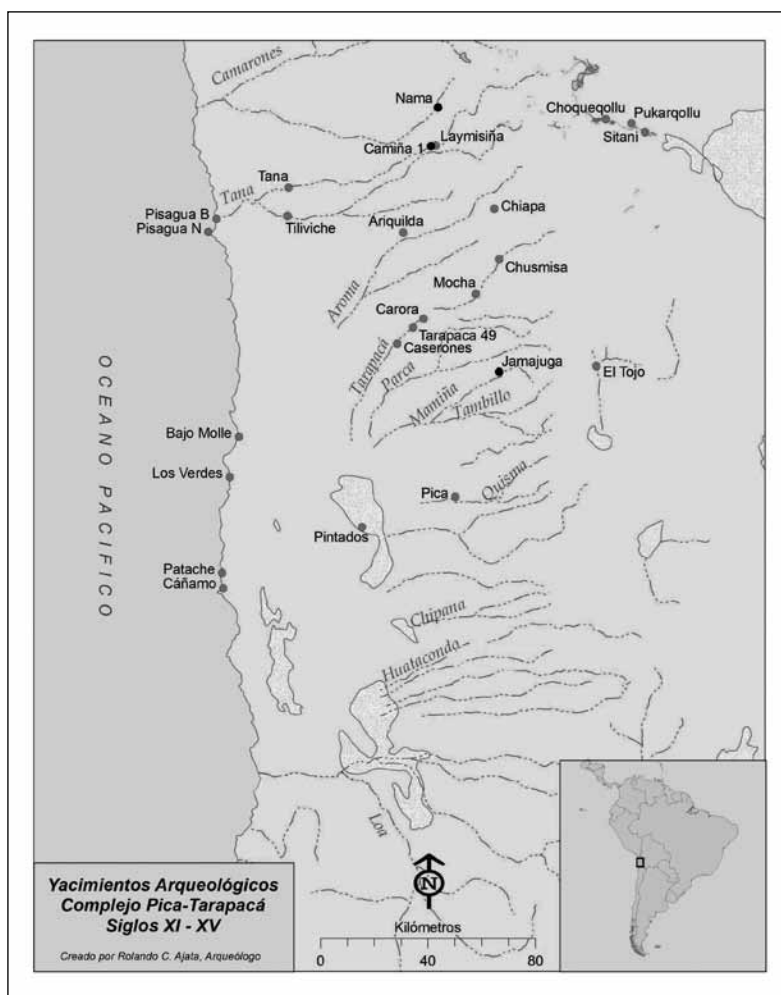 Camarones
Nama
Choqueqollu
Pukarqollu
Sitani
Laymisiña
Camiña 1
Tana
Tana
Pisagua B
Pisagua N
Tiliviche
Ariquilda
Chiapa
Chusmisa
Mocha
Aroma
Carora
Tarapaca 49
Caserones
Tarapacá
Parca
Jamajuga
El Tojo
Mamiña
Tambillo
OCEANO PACIFICO
Bajo Molle
Los Verdes
Quisma
Pica
Pintados
Patache
Cáñamo
Chipana
Huatacondo
Loa
N
Yacimientos Arqueológicos
Complejo Pica-Tarapacá
Siglos XI - XV
Creado por Rolando C. Ajata, Arqueólogo
Kilómetros
0 40 80